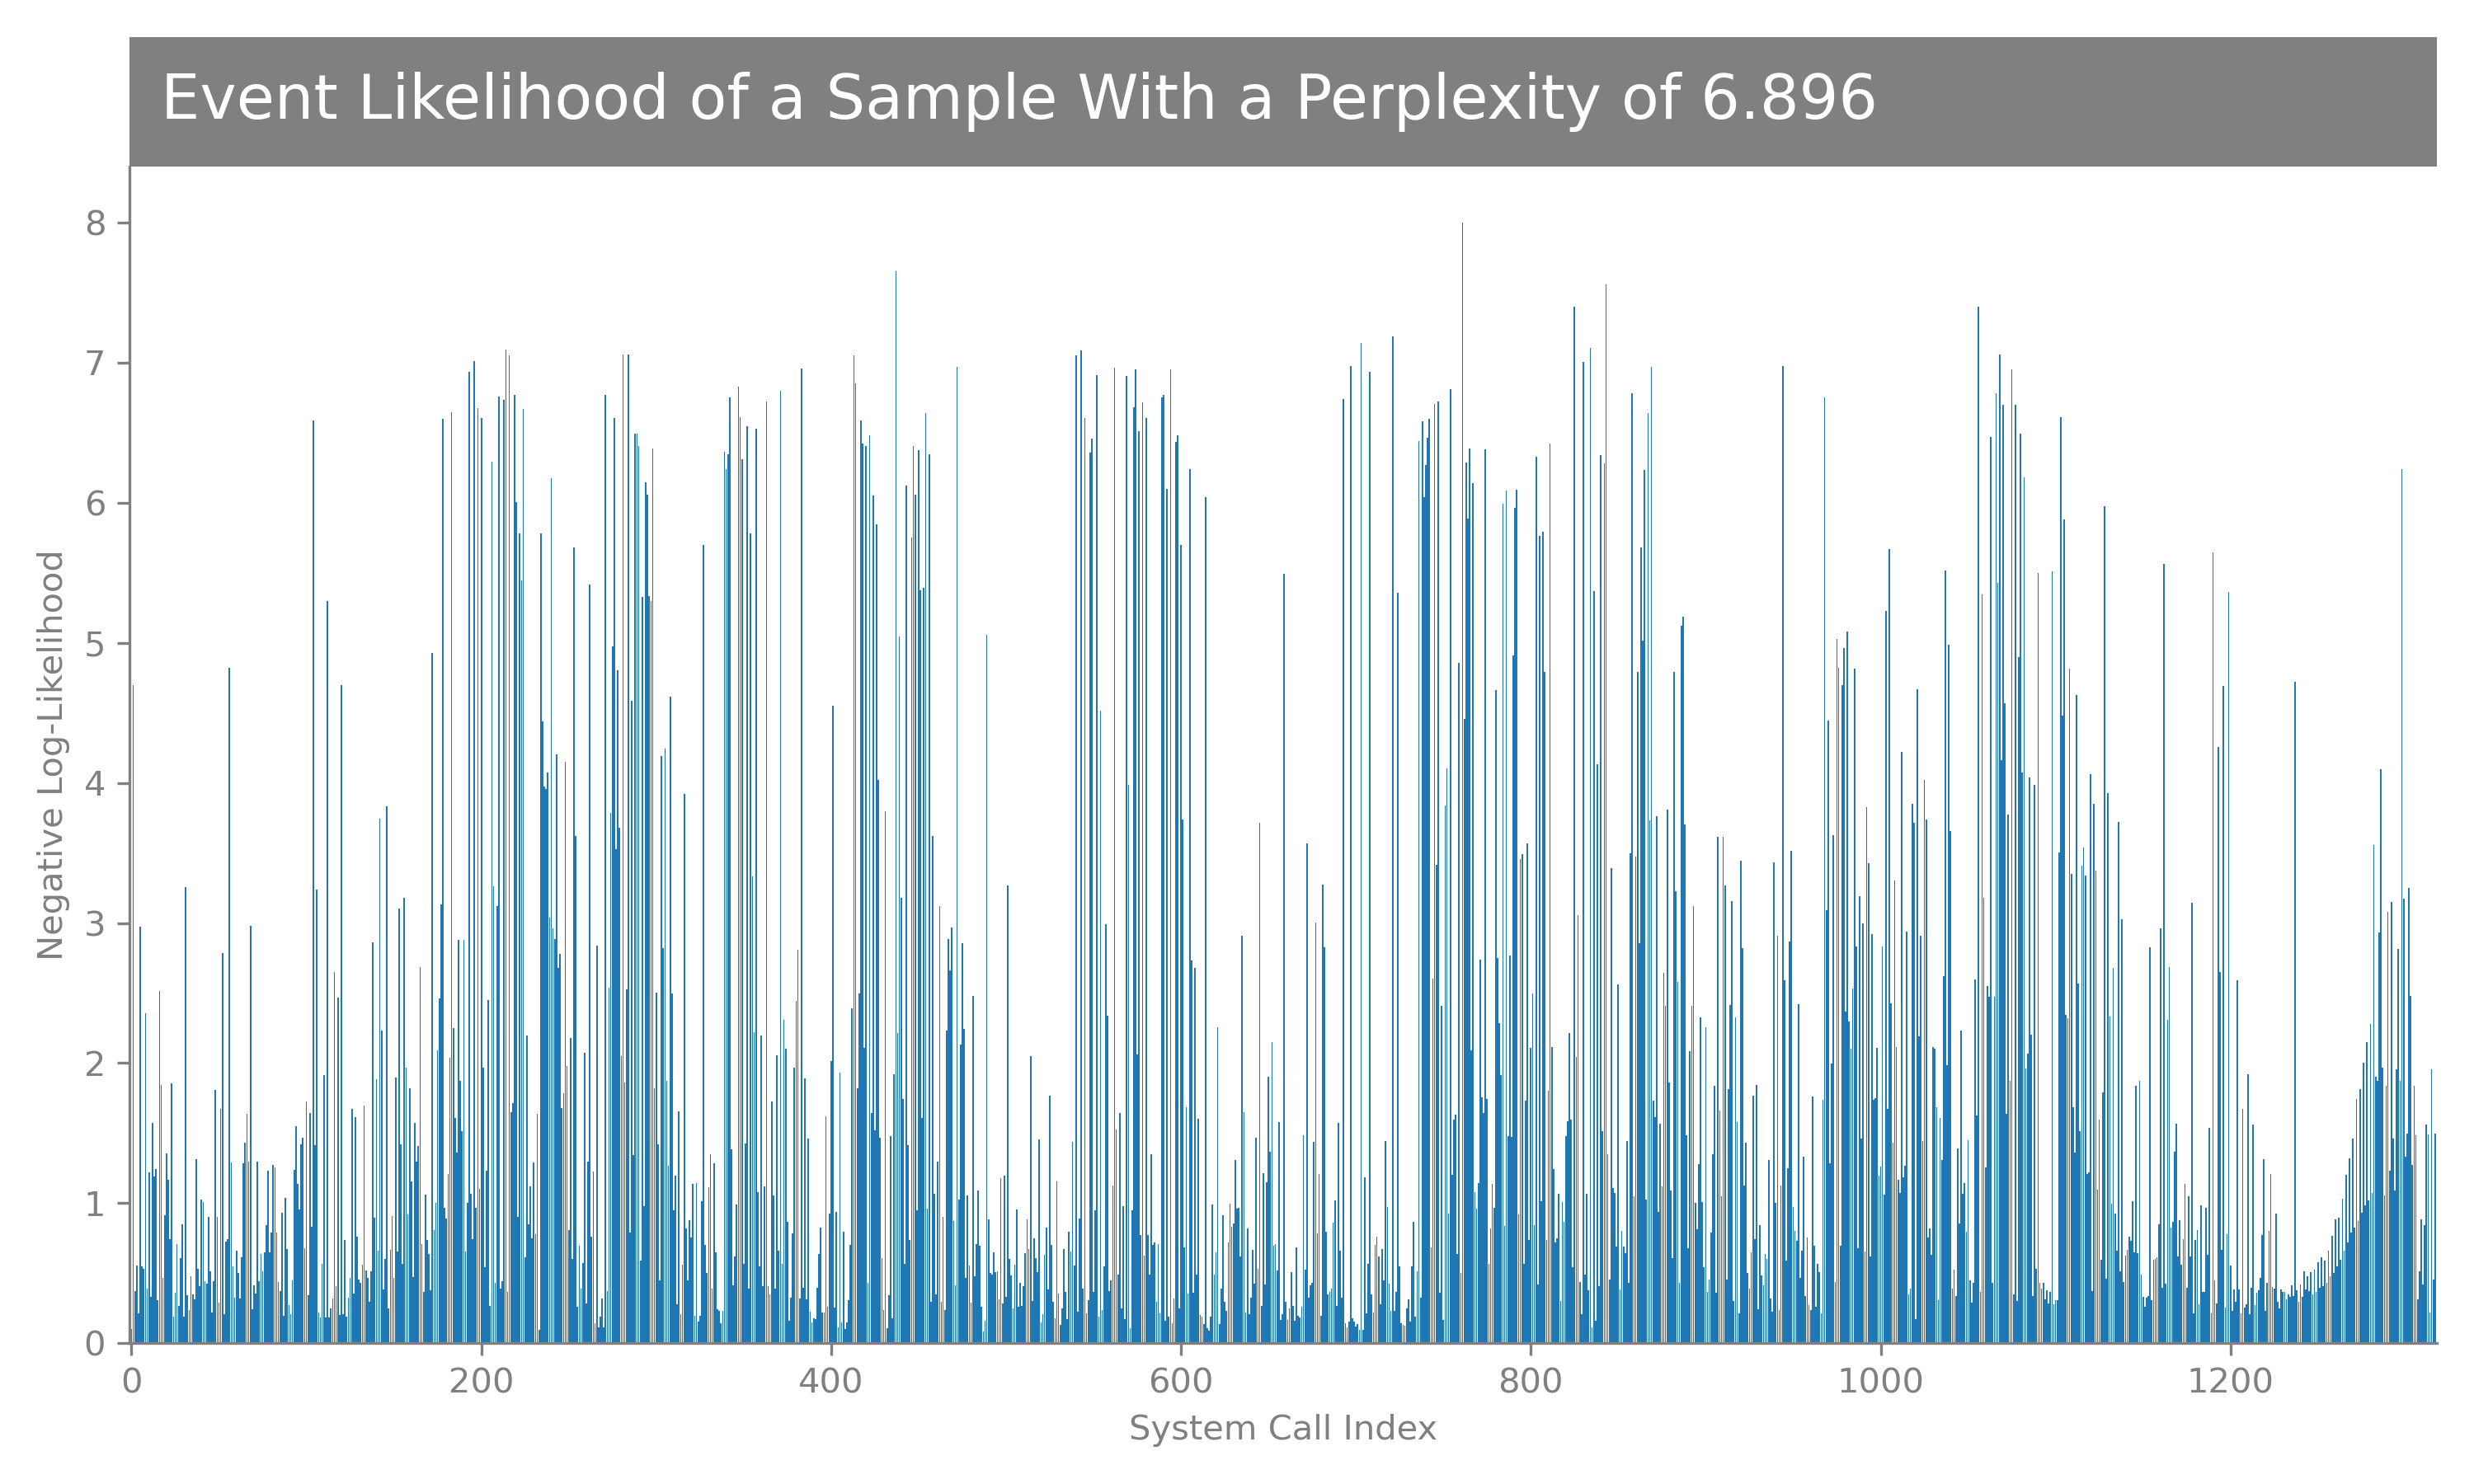 Event Likelihood of a Sample With a Perplexity of 6.896
8
7
6
5
4
3
2
1
0
Negative Log-Likelihood
0 200 400 600 800 1000 1200
System Call Index